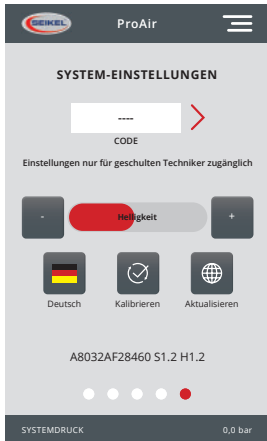 SEIKEL
ProAir
SYSTEM-EINSTELLUNGEN
----
CODE
Einstellungen nur für geschulten Techniker zugänglich
- Helligkeit +
Deutsch Kalibrieren Aktualisieren
A8032AF28460 S1.2 H1.2
SYSTEMDRUCK 0,0 bar